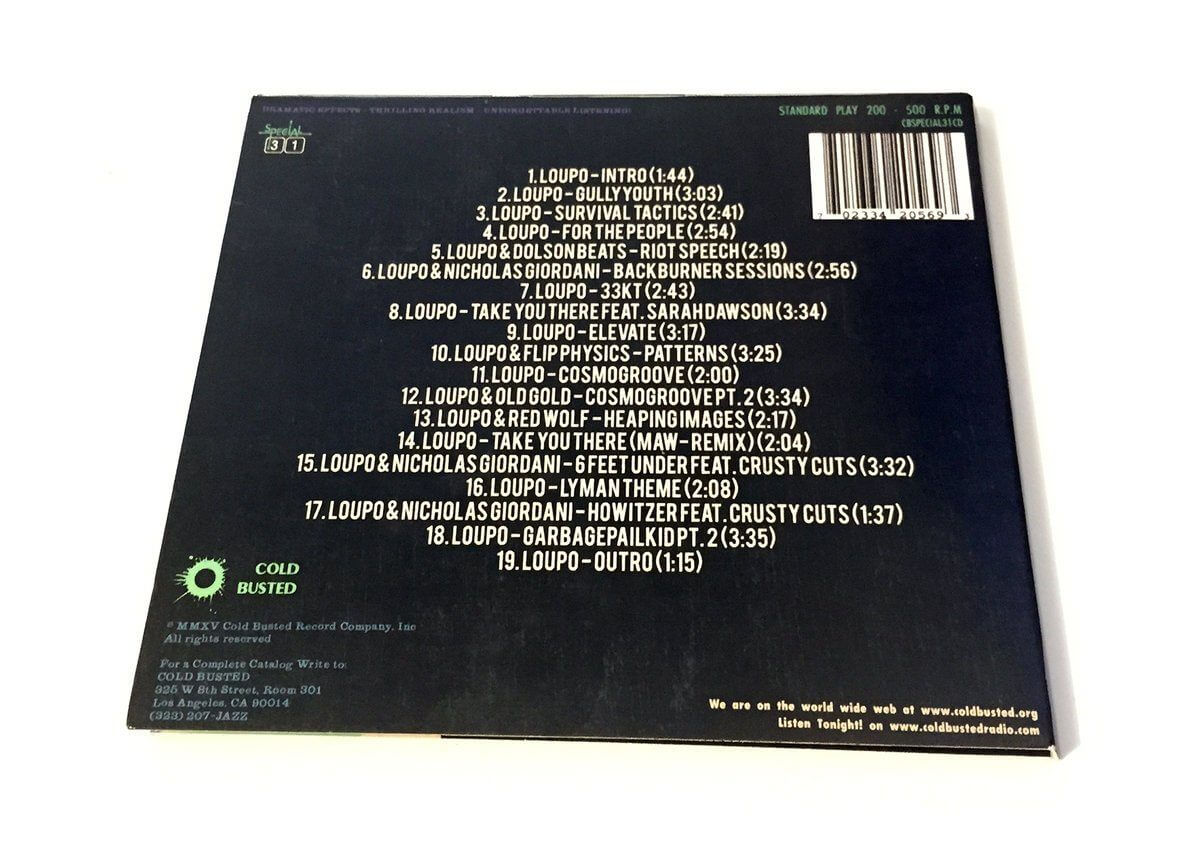 DRAMATIC EFFECTS - THRILLING REALISM - UNFORGETTABLE LISTENING!
STANDARD PLAY 200 - 500 R.P.M
CBSPECIAL31CD
Special
31
7 02334 20569 3
1. LOUPO - INTRO (1:44)
2. LOUPO - GULLY YOUTH (3:03)
3. LOUPO - SURVIVAL TACTICS (2:41)
4. LOUPO - FOR THE PEOPLE (2:54)
5. LOUPO & DOLSON BEATS - RIOT SPEECH (2:19)
6. LOUPO & NICHOLAS GIORDANI - BACK BURNER SESSIONS (2:56)
7. LOUPO - 33KT (2:43)
8. LOUPO - TAKE YOU THERE FEAT. SARAH DAWSON (3:34)
9. LOUPO - ELEVATE (3:17)
10. LOUPO & FLIP PHYSICS - PATTERNS (3:25)
11. LOUPO - COSMOGROOVE (2:00)
12. LOUPO & OLD GOLD - COSMOGROOVE PT. 2 (3:34)
13. LOUPO & RED WOLF - HEAPING IMAGES (2:17)
14. LOUPO - TAKE YOU THERE (MAW-REMIX) (2:04)
15. LOUPO & NICHOLAS GIORDANI - 6 FEET UNDER FEAT. CRUSTY CUTS (3:32)
16. LOUPO - LYMAN THEME (2:08)
17. LOUPO & NICHOLAS GIORDANI - HOWITZER FEAT. CRUSTY CUTS (1:37)
18. LOUPO - GARBAGE PAIL KID PT. 2 (3:35)
19. LOUPO - OUTRO (1:15)
COLD
BUSTED
℗ MMXV Cold Busted Record Company, Inc
All rights reserved
For a Complete Catalog Write to:
COLD BUSTED
325 W 8th Street, Room 301
Los Angeles, CA 90014
(323) 207-JAZZ
We are on the world wide web at www.coldbusted.org
Listen Tonight! on www.coldbustedradio.com